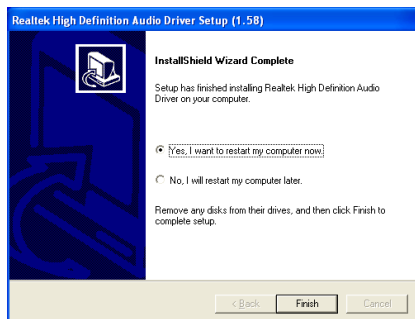 Realtek High Definition Audio Driver Setup (1.58)
InstallShield Wizard Complete
Setup has finished installing Realtek High Definition Audio
Driver on your computer.
Yes, I want to restart my computer now.
No, I will restart my computer later.
Remove any disks from their drives, and then click Finish to
complete setup.
< Back
Finish
Cancel